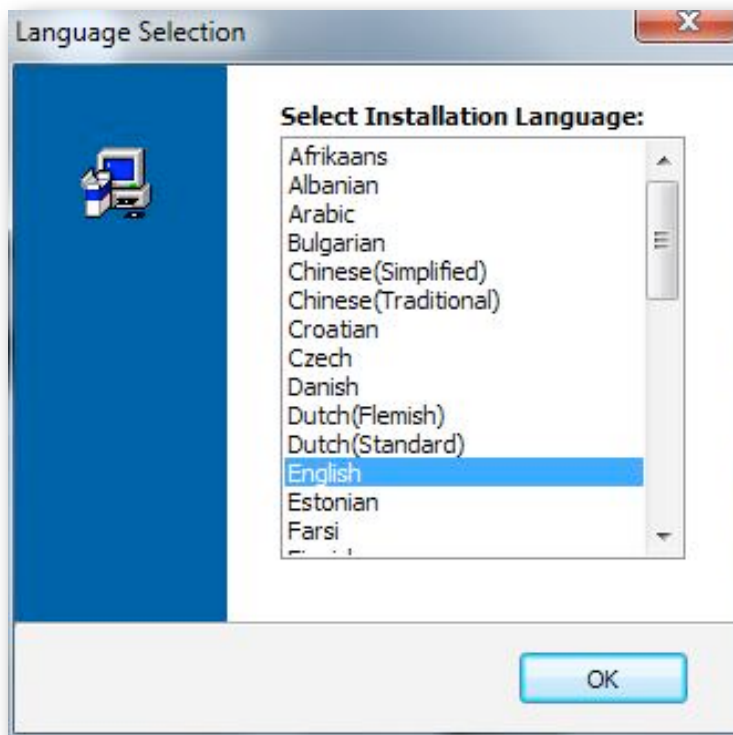 Language Selection
Select Installation Language:
Afrikaans
Albanian
Arabic
Bulgarian
Chinese(Simplified)
Chinese(Traditional)
Croatian
Czech
Danish
Dutch(Flemish)
Dutch(Standard)
English
Estonian
Farsi
OK